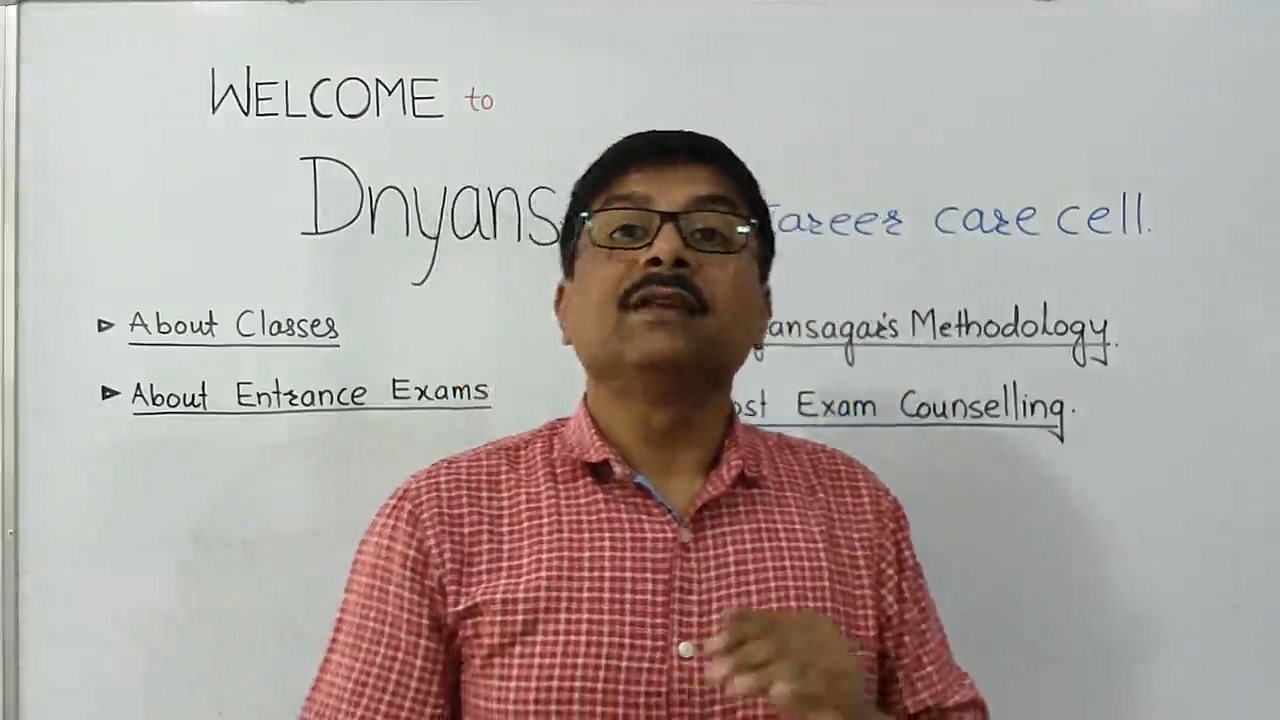 WELCOME to
Dnyans areer care cell.
▷ About Classes
ansagar's Methodology.
▷ About Entrance Exams
ost Exam Counselling.